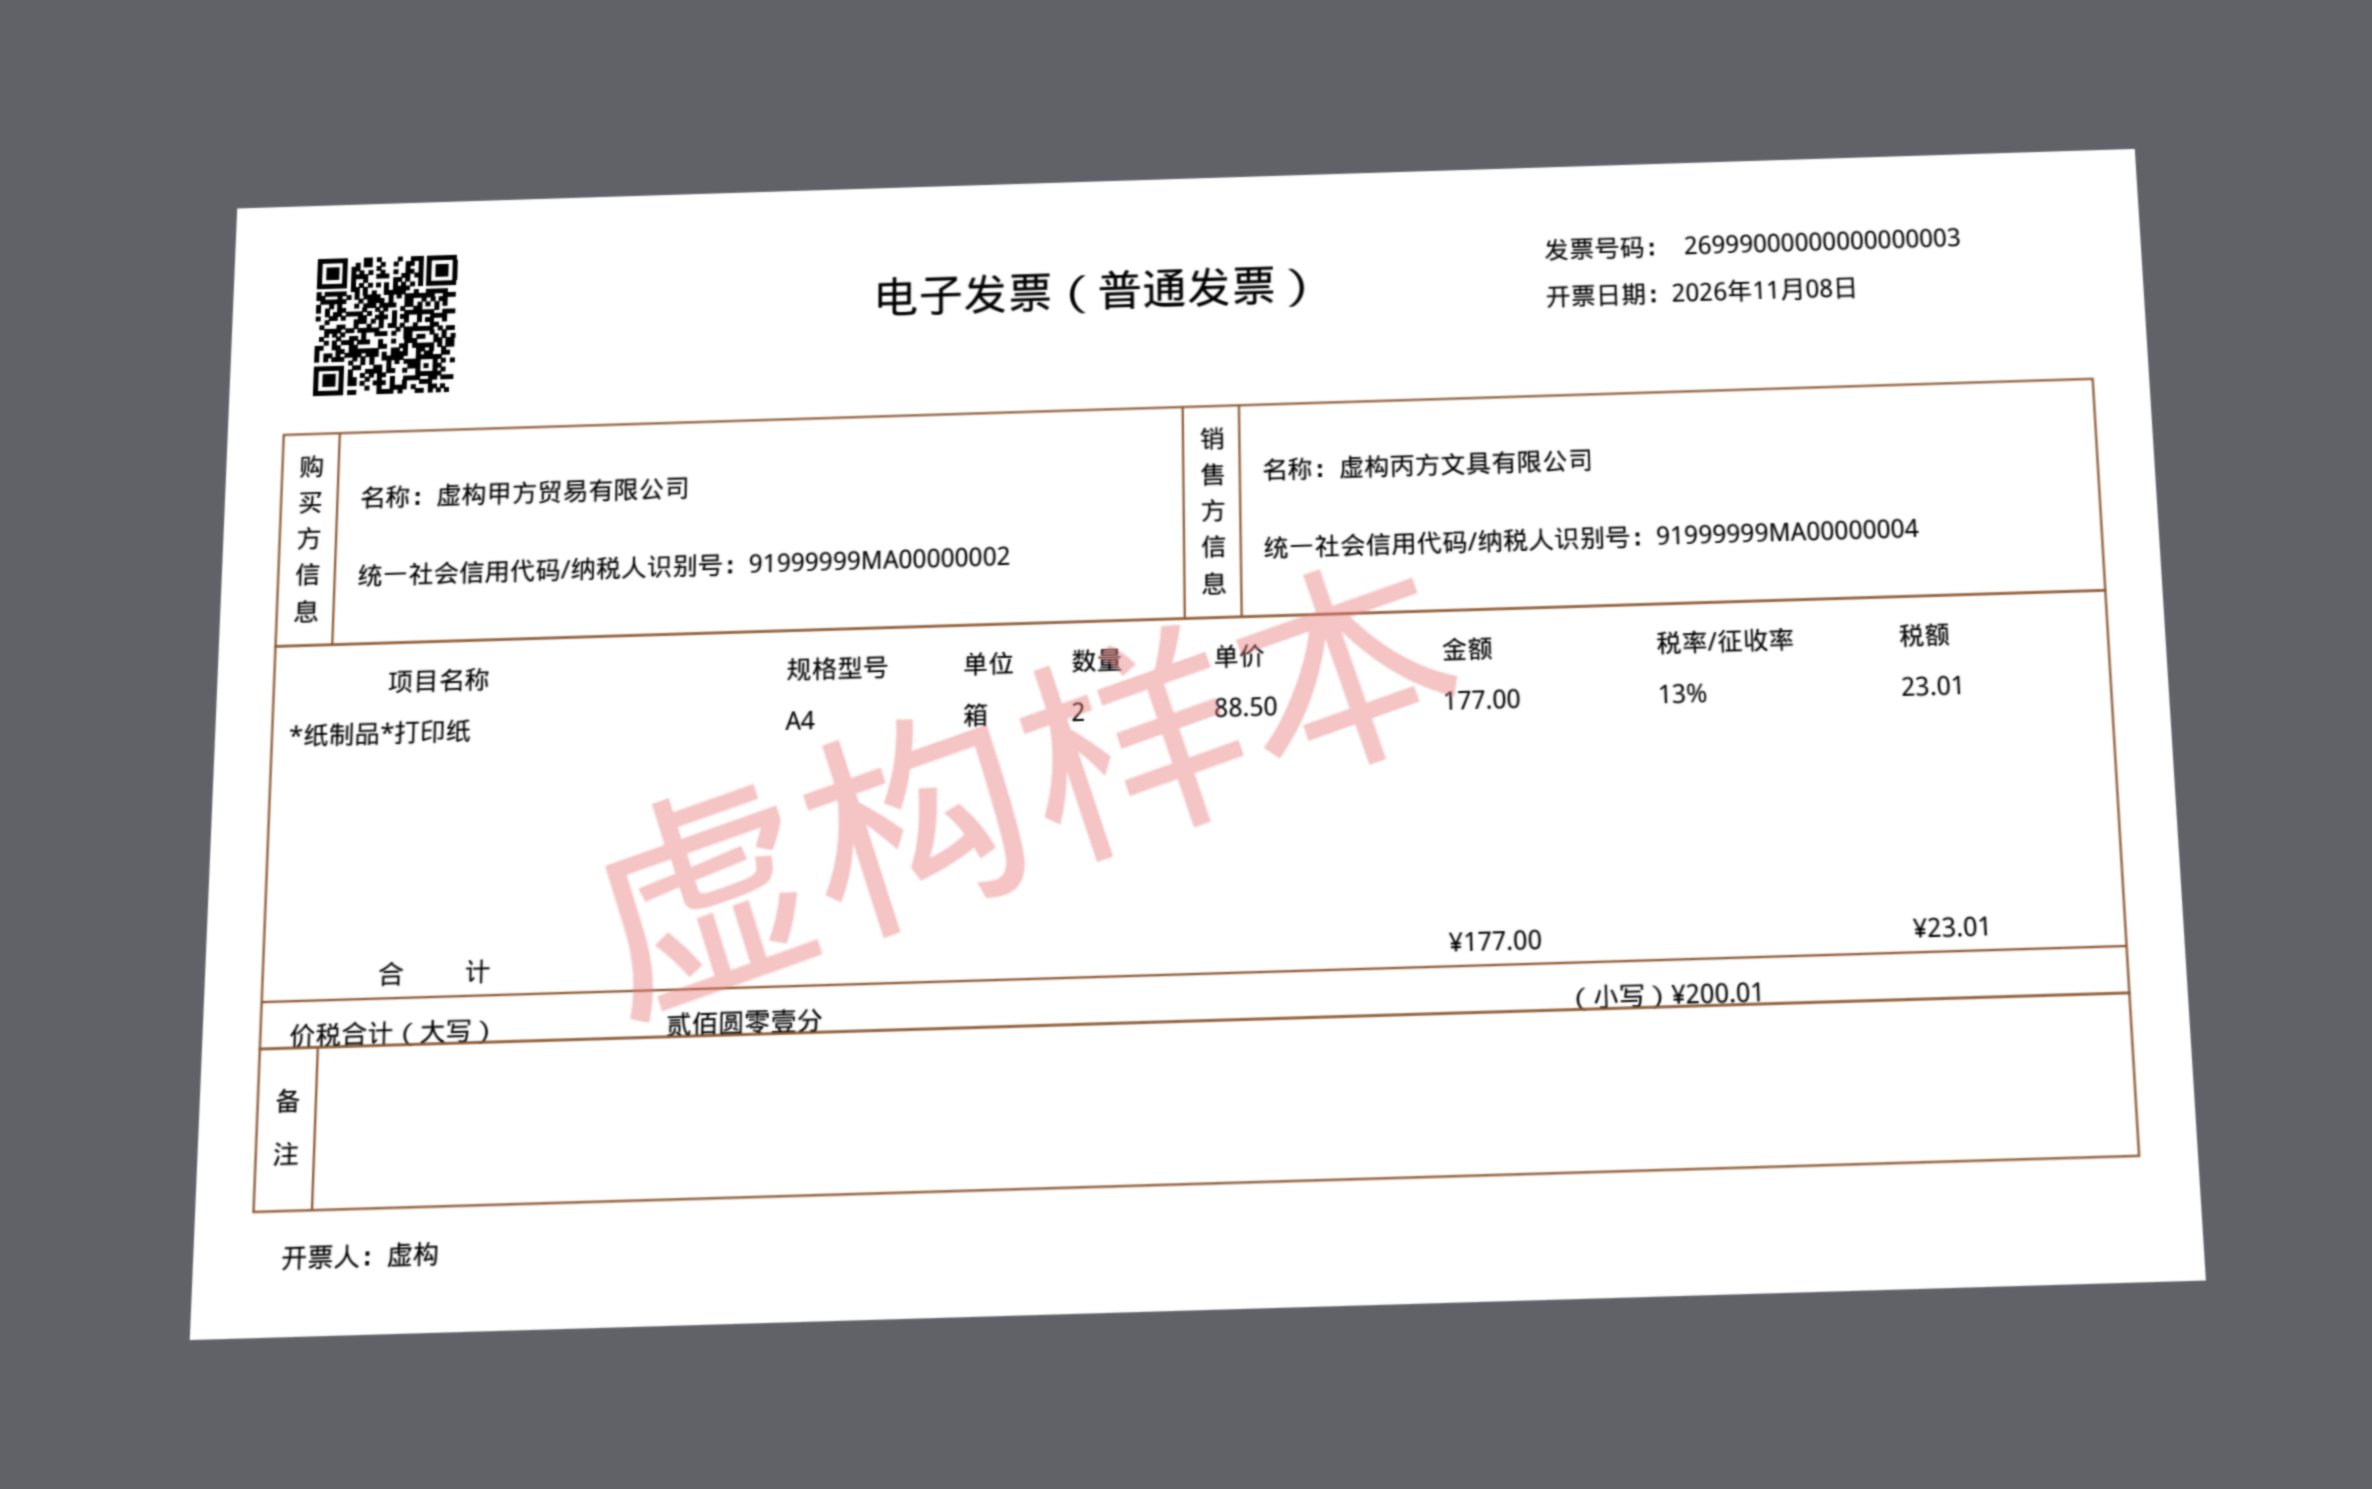 电子发票（普通发票）
发票号码： 26999000000000000003
开票日期：2026年11月08日
购买方信息
名称：虚构甲方贸易有限公司
统一社会信用代码/纳税人识别号：91999999MA00000002
销售方信息
名称：虚构丙方文具有限公司
统一社会信用代码/纳税人识别号：91999999MA00000004
项目名称 规格型号 单位 数量 单价 金额 税率/征收率 税额
*纸制品*打印纸 A4 箱 2 88.50 177.00 13% 23.01
合 计 ¥177.00 ¥23.01
价税合计（大写） 贰佰圆零壹分 （小写）¥200.01
备注
开票人：虚构
虚构样本